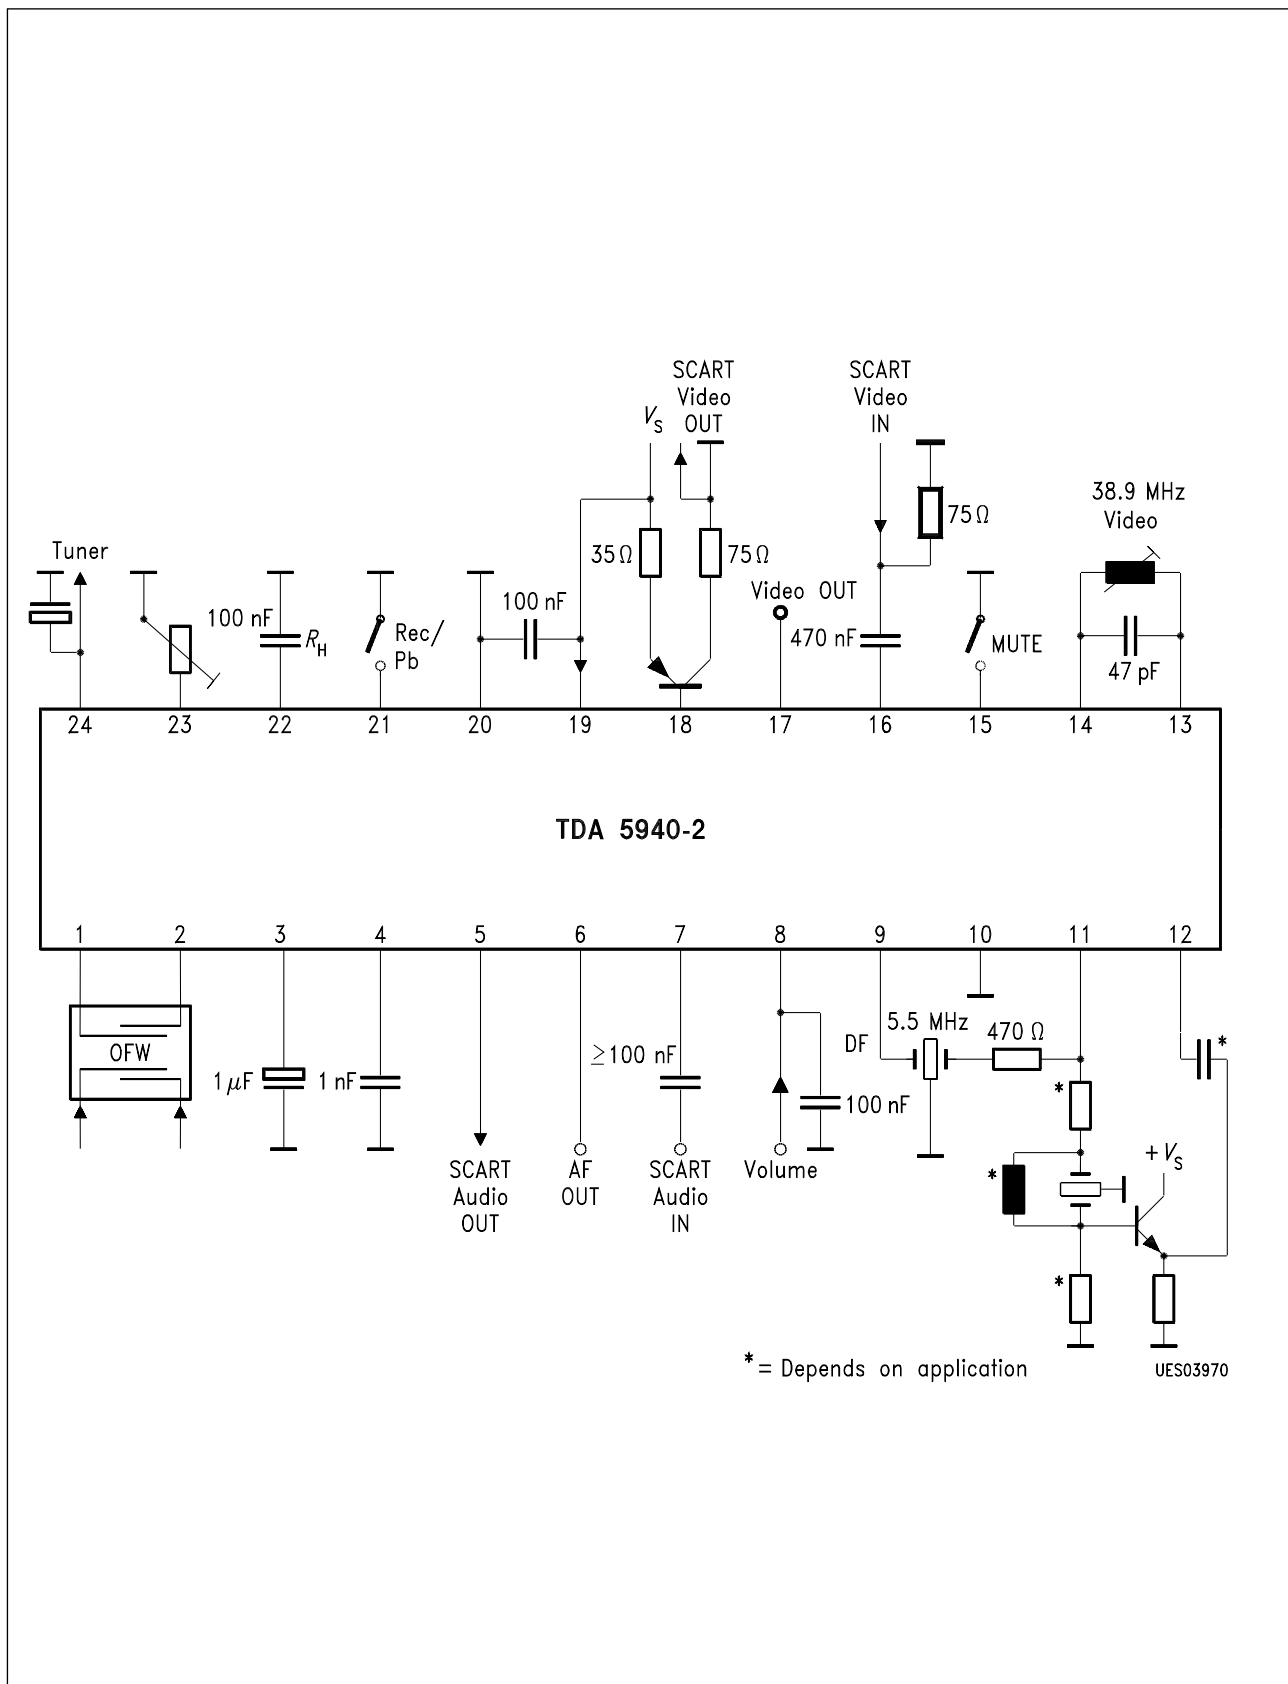 SCART
Video
OUT
V_S
SCART
Video
IN
38.9 MHz
Video
75 Ω
Tuner
35 Ω
75 Ω
Video OUT
100 nF
R_H
Rec/
Pb
100 nF
470 nF
MUTE
47 pF
24 23 22 21 20 19 18 17 16 15 14 13
TDA 5940-2
1 2 3 4 5 6 7 8 9 10 11 12
OFW
1 μF
1 nF
≥100 nF
100 nF
DF
5.5 MHz
470 Ω
*
*
*
*
+V_S
SCART
Audio
OUT
AF
OUT
SCART
Audio
IN
Volume
* = Depends on application
UES03970